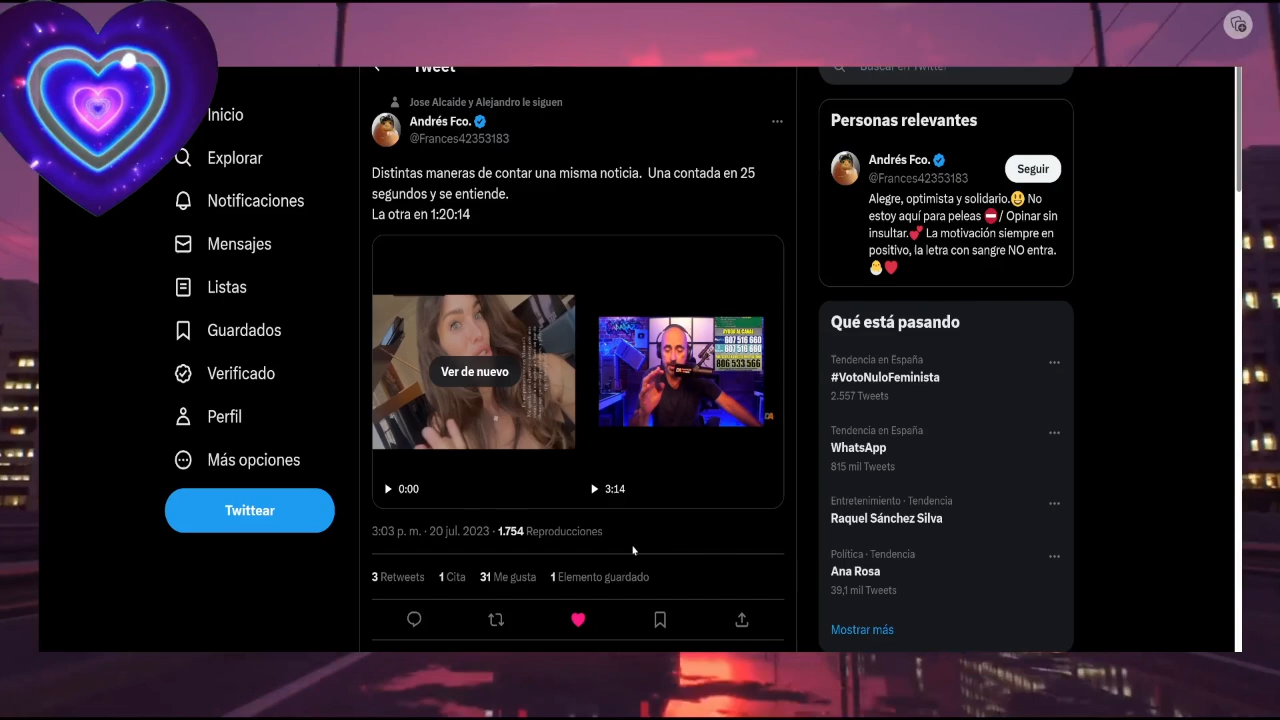 Tweet
Buscar en Twitter
Inicio
Explorar
Notificaciones
Mensajes
Listas
Guardados
Verificado
Perfil
Más opciones
Twittear
Jose Alcaide y Alejandro le siguen
Andrés Fco.
@Frances42353183
Distintas maneras de contar una misma noticia. Una contada en 25
segundos y se entiende.
La otra en 1:20:14
Ver de nuevo
AYUDA AL CANAL
607 518 660
607 518 660
806 533 566
0:00
3:14
3:03 p. m. · 20 jul. 2023 · 1.754 Reproducciones
3 Retweets 1 Cita 31 Me gusta 1 Elemento guardado
Personas relevantes
Andrés Fco.
@Frances42353183
Seguir
Alegre, optimista y solidario.😃 No
estoy aquí para peleas ⛔/ Opinar sin
insultar.💕 La motivación siempre en
positivo, la letra con sangre NO entra.
🐣❤️
Qué está pasando
Tendencia en España
#VotoNuloFeminista
2.557 Tweets
Tendencia en España
WhatsApp
815 mil Tweets
Entretenimiento · Tendencia
Raquel Sánchez Silva
Política · Tendencia
Ana Rosa
39,1 mil Tweets
Mostrar más